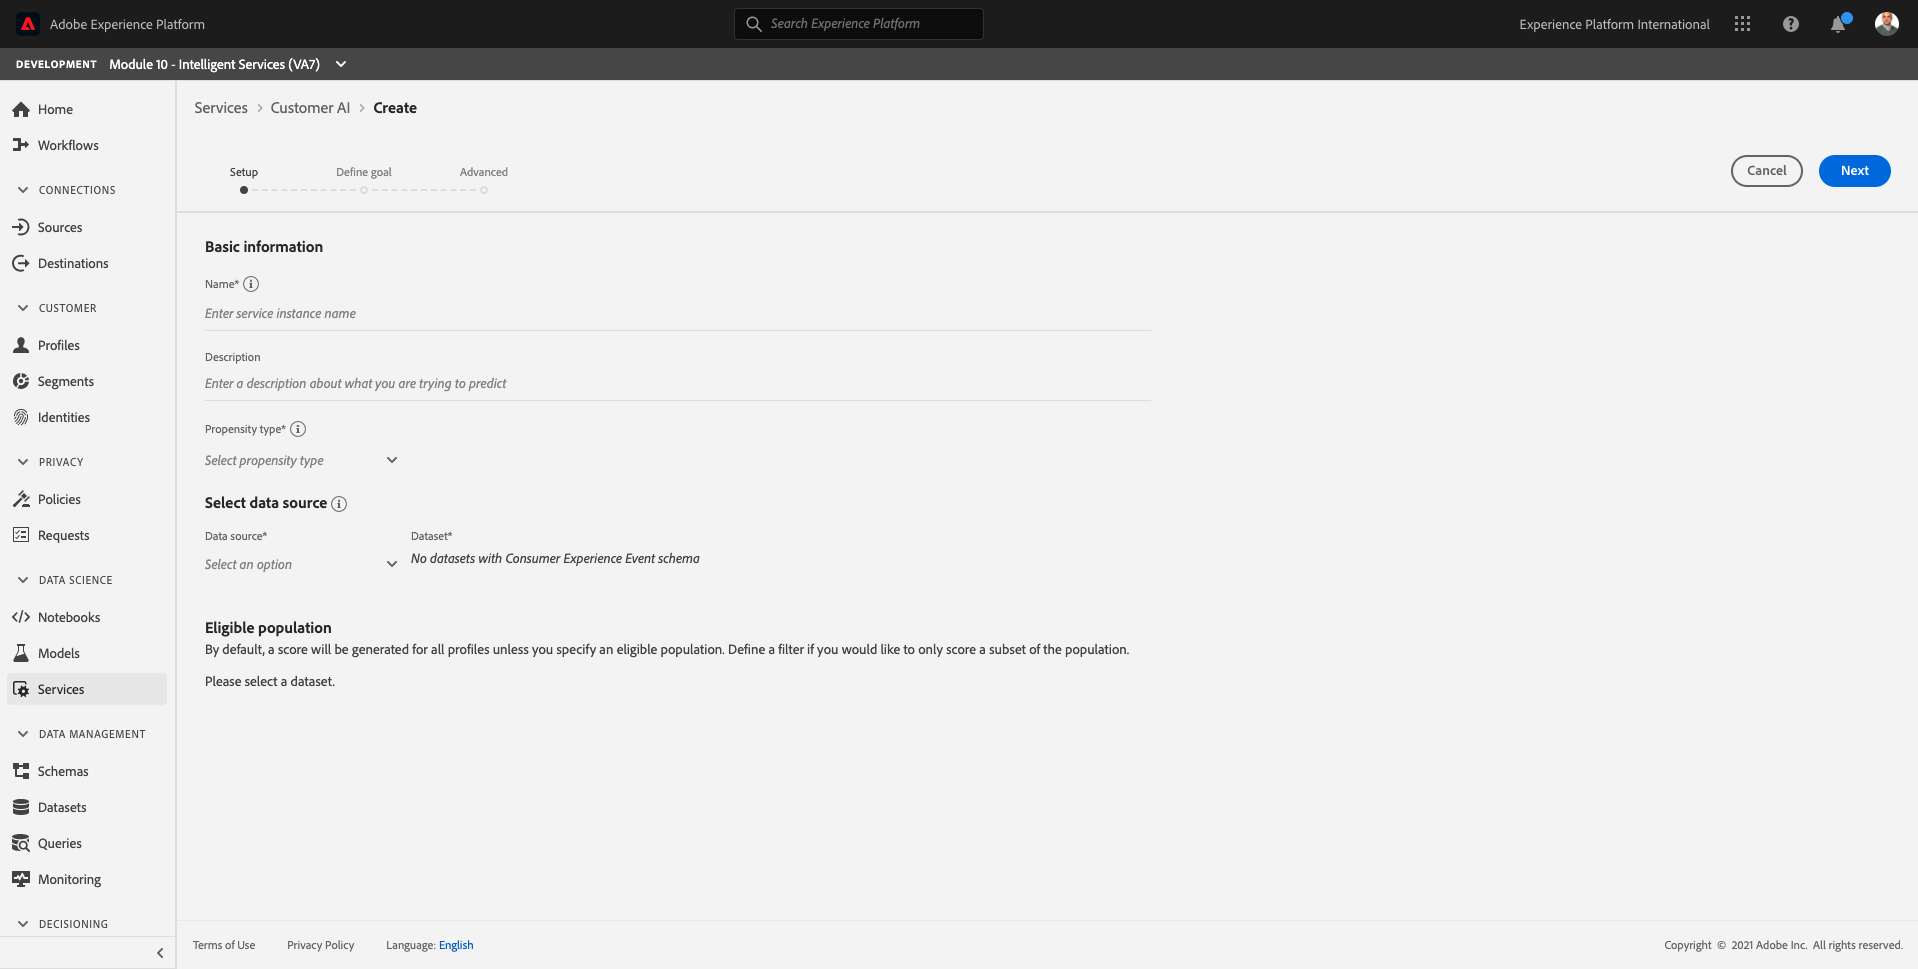 Adobe Experience Platform
Search Experience Platform
Experience Platform International
DEVELOPMENT Module 10 - Intelligent Services (VA7)
Home
Workflows
CONNECTIONS
Sources
Destinations
CUSTOMER
Profiles
Segments
Identities
PRIVACY
Policies
Requests
DATA SCIENCE
Notebooks
Models
Services
DATA MANAGEMENT
Schemas
Datasets
Queries
Monitoring
DECISIONING
Services > Customer AI > Create
Setup Define goal Advanced
Cancel Next
Basic information
Name*
Enter service instance name
Description
Enter a description about what you are trying to predict
Propensity type*
Select propensity type
Select data source
Data source* Dataset*
Select an option No datasets with Consumer Experience Event schema
Eligible population
By default, a score will be generated for all profiles unless you specify an eligible population. Define a filter if you would like to only score a subset of the population.
Please select a dataset.
Terms of Use Privacy Policy Language: English
Copyright © 2021 Adobe Inc. All rights reserved.